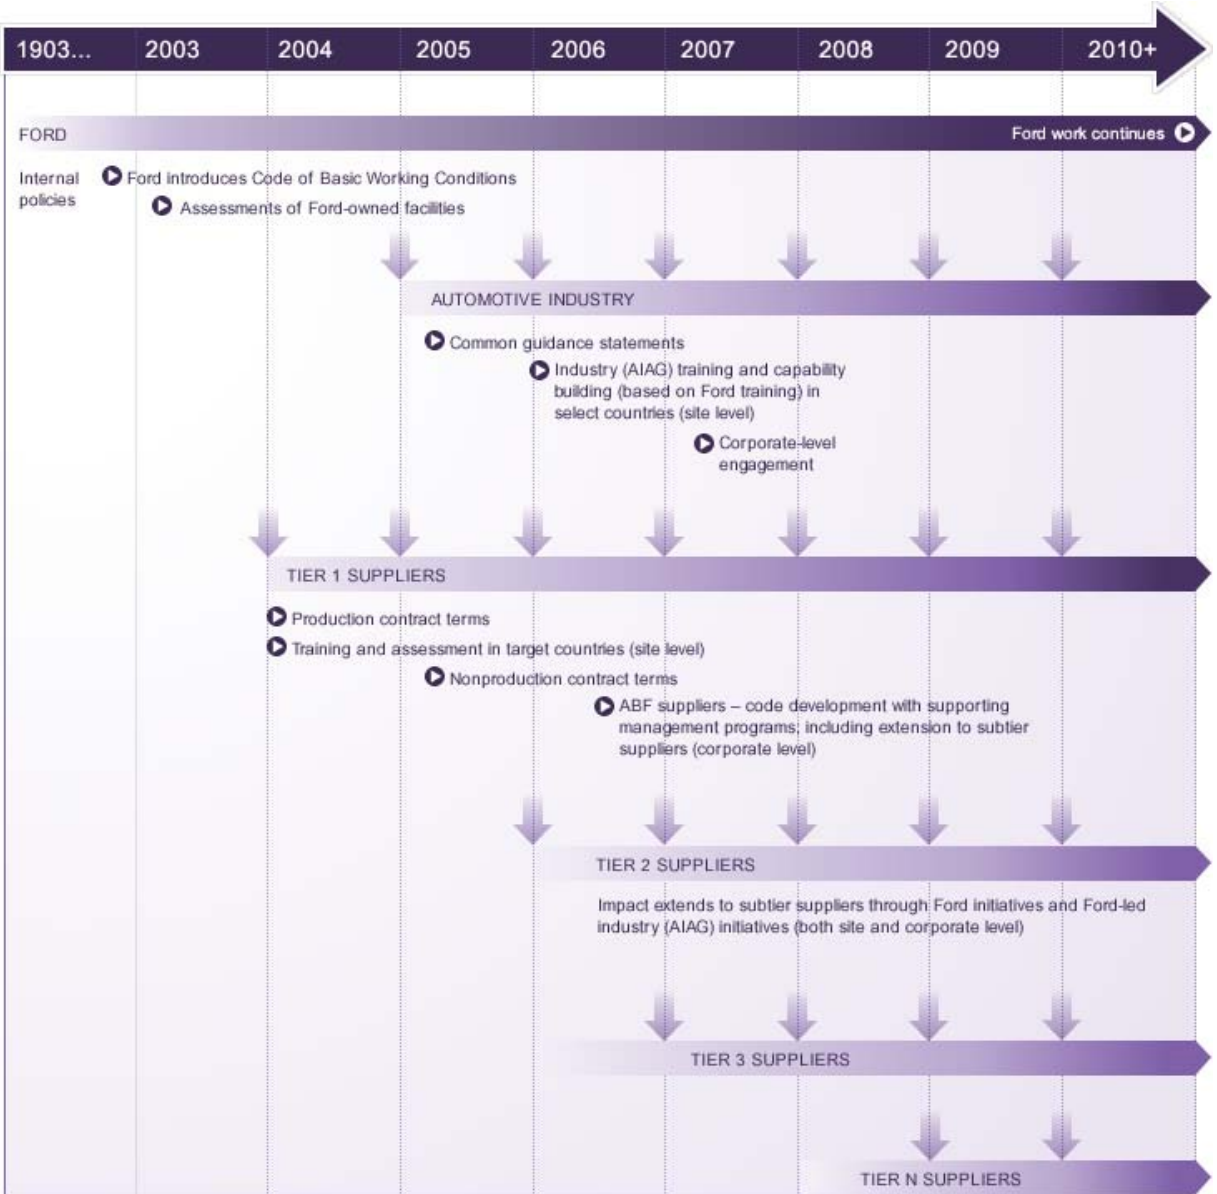 1903... 2003 2004 2005 2006 2007 2008 2009 2010+
FORD
Ford work continues
Internal
policies
Ford introduces Code of Basic Working Conditions
Assessments of Ford-owned facilities
AUTOMOTIVE INDUSTRY
Common guidance statements
Industry (AIAG) training and capability
building (based on Ford training) in
select countries (site level)
Corporate-level
engagement
TIER 1 SUPPLIERS
Production contract terms
Training and assessment in target countries (site level)
Nonproduction contract terms
ABF suppliers – code development with supporting
management programs; including extension to subtier
suppliers (corporate level)
TIER 2 SUPPLIERS
Impact extends to subtier suppliers through Ford initiatives and Ford-led
industry (AIAG) initiatives (both site and corporate level)
TIER 3 SUPPLIERS
TIER N SUPPLIERS